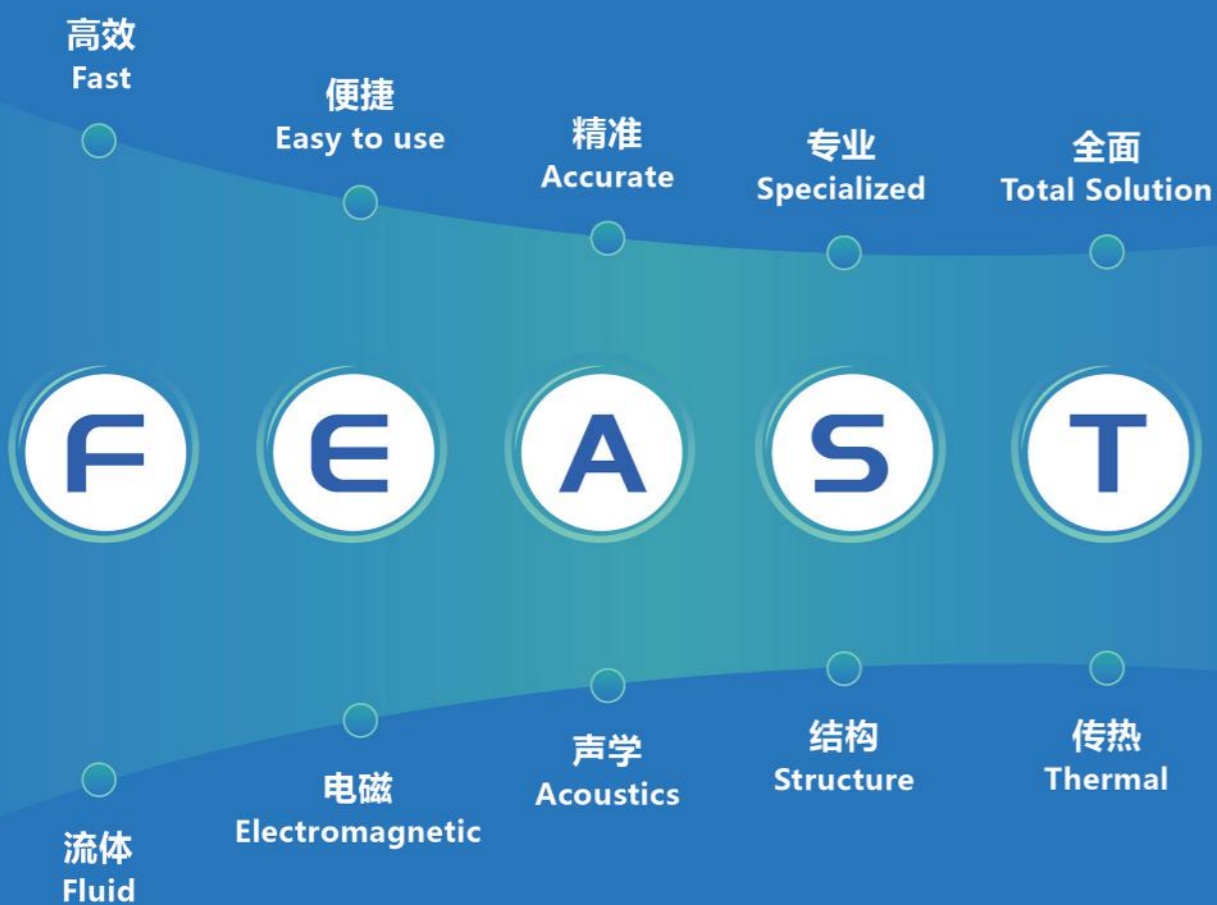 高效
Fast
便捷
Easy to use
精准
Accurate
专业
Specialized
全面
Total Solution
F E A S T
流体
Fluid
电磁
Electromagnetic
声学
Acoustics
结构
Structure
传热
Thermal